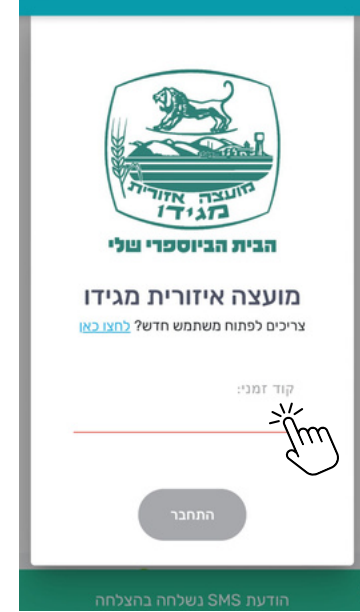 מועצה אזורית
מגידו
הבית הביוספרי שלי
מועצה איזורית מגידו
צריכים לפתוח משתמש חדש? לחצו כאן
קוד זמני:
התחבר
הודעת SMS נשלחה בהצלחה